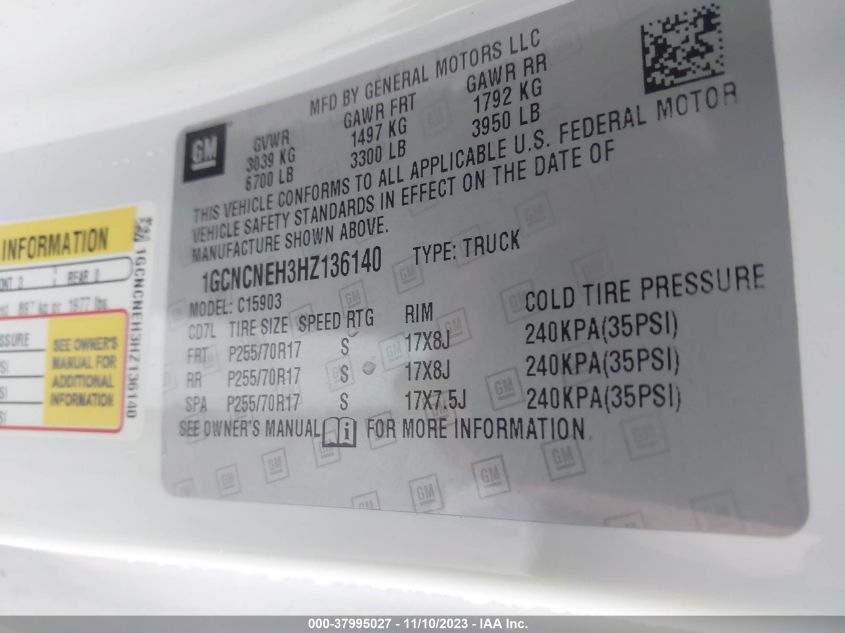 MFD BY GENERAL MOTORS LLC
GM
GVWR GAWR FRT GAWR RR
3039 KG 1497 KG 1792 KG
6700 LB 3300 LB 3950 LB
THIS VEHICLE CONFORMS TO ALL APPLICABLE U.S. FEDERAL MOTOR
VEHICLE SAFETY STANDARDS IN EFFECT ON THE DATE OF
MANUFACTURE SHOWN ABOVE.
1GCNCNEH3HZ136140 TYPE: TRUCK
MODEL: C15903
CD7L TIRE SIZE SPEED RTG RIM COLD TIRE PRESSURE
FRT P255/70R17 S 17X8J 240KPA(35PSI)
RR P255/70R17 S 17X8J 240KPA(35PSI)
SPA P255/70R17 S 17X7.5J 240KPA(35PSI)
SEE OWNER'S MANUAL FOR MORE INFORMATION.
INFORMATION
REAR 0
SSURE
SEE OWNER'S
MANUAL FOR
ADDITIONAL
INFORMATION
1GCNCNEH3HZ136140
000-37995027 - 11/10/2023 - IAA Inc.